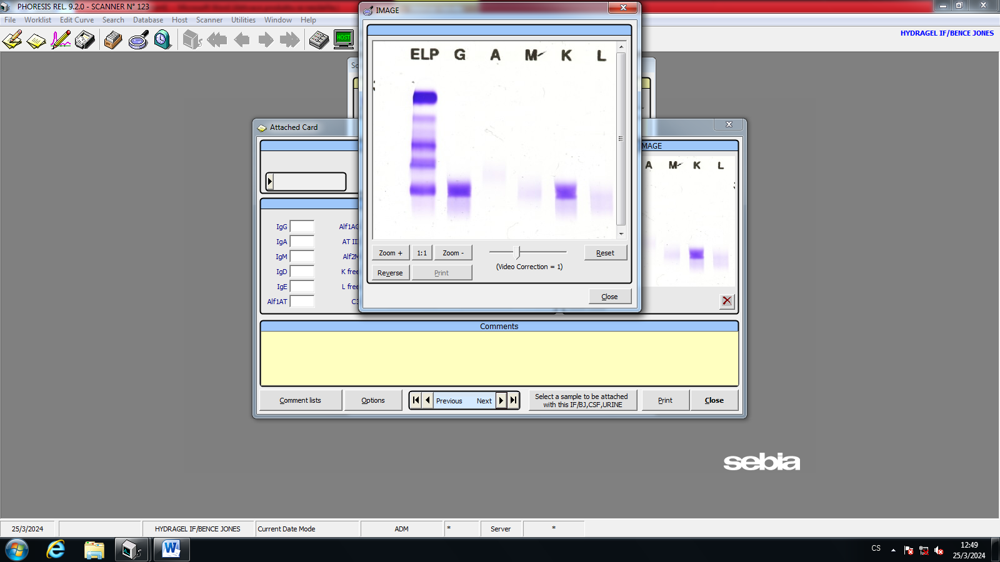 PHORESIS REL. 9.2.0 - SCANNER N° 123
File Worklist Edit Curve Search Database Host Scanner Utilities Window Help
HOST
HYDRAGEL IF/BENCE JONES
IMAGE
ELP G A M K L
Zoom +
1:1
Zoom -
(Video Correction = 1)
Reset
Reverse
Print
Close
Attached Card
MAGE
A M K L
IgG
IgA
IgM
IgD
IgE
Alf1AT
Alf1AG
AT III
Alf2M
K free
L free
C3
Comments
Comment lists
Options
Previous Next
Select a sample to be attached
with this IF/BJ,CSF,URINE
Print
Close
sebia
25/3/2024 HYDRAGEL IF/BENCE JONES Current Date Mode ADM * Server *
CS
12:49
25/3/2024